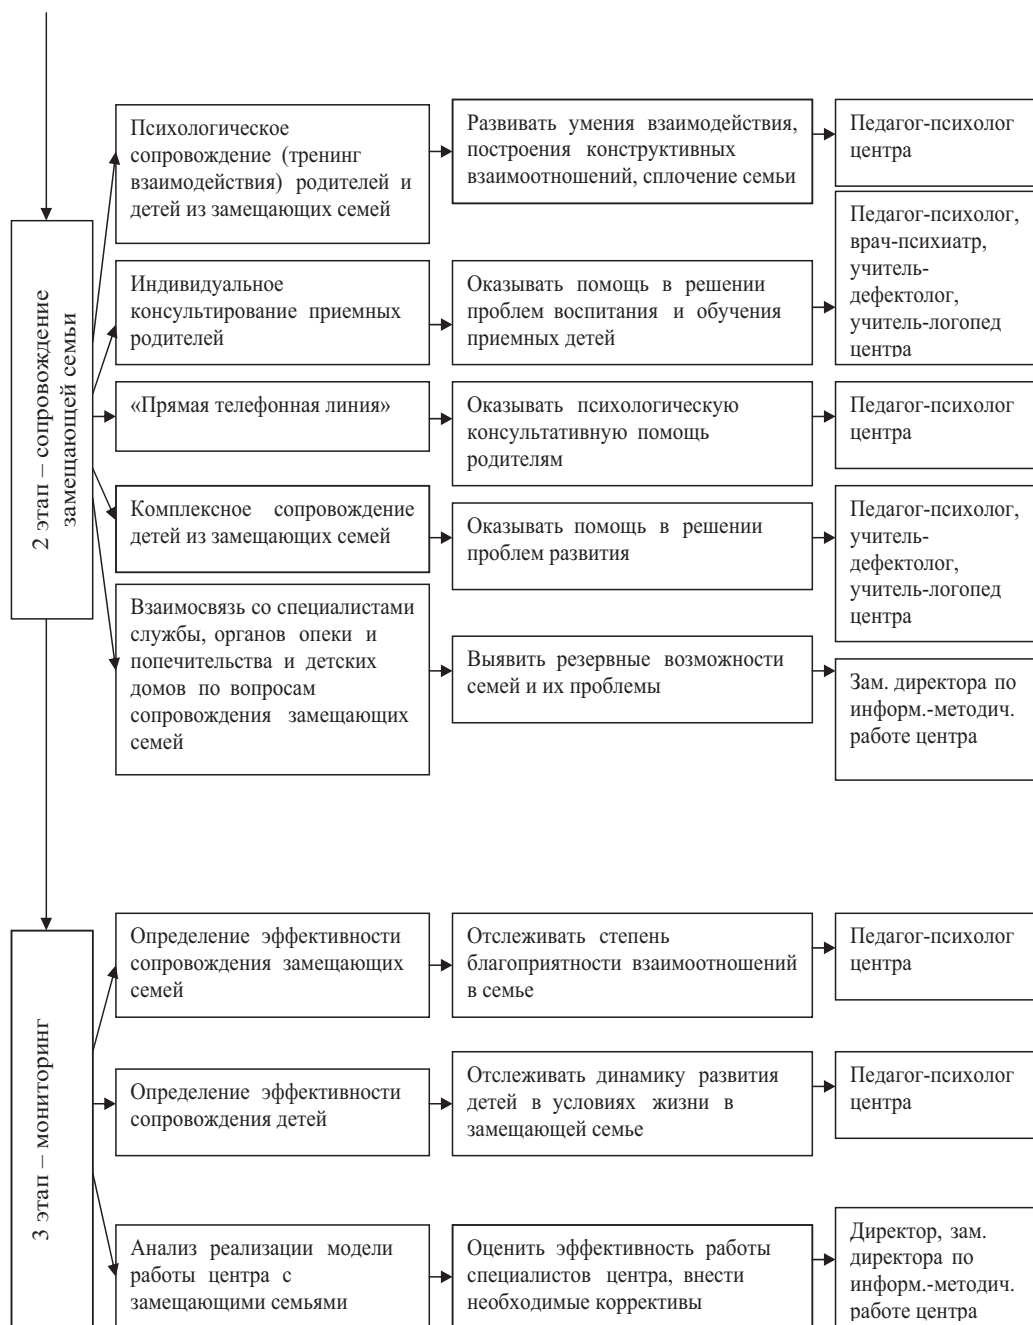 2 этап – сопровождение
замещающей семьи
Психологическое
сопровождение (тренинг
взаимодействия) родителей и
детей из замещающих семей
Развивать умения взаимодействия,
построения конструктивных
взаимоотношений, сплочение семьи
Педагог-психолог
центра
Индивидуальное
консультирование приемных
родителей
Оказывать помощь в решении
проблем воспитания и обучения
приемных детей
Педагог-психолог,
врач-психиатр,
учитель-
дефектолог,
учитель-логопед
центра
«Прямая телефонная линия»
Оказывать психологическую
консультативную помощь
родителям
Педагог-психолог
центра
Комплексное сопровождение
детей из замещающих семей
Оказывать помощь в решении
проблем развития
Педагог-психолог,
учитель-
дефектолог,
учитель-логопед
центра
Взаимосвязь со специалистами
службы, органов опеки и
попечительства и детских
домов по вопросам
сопровождения замещающих
семей
Выявить резервные возможности
семей и их проблемы
Зам. директора по
информ.-методич.
работе центра
3 этап – мониторинг
Определение эффективности
сопровождения замещающих
семей
Отслеживать степень
благоприятности взаимоотношений
в семье
Педагог-психолог
центра
Определение эффективности
сопровождения детей
Отслеживать динамику развития
детей в условиях жизни в
замещающей семье
Педагог-психолог
центра
Анализ реализации модели
работы центра с
замещающими семьями
Оценить эффективность работы
специалистов центра, внести
необходимые коррективы
Директор, зам.
директора по
информ.-методич.
работе центра